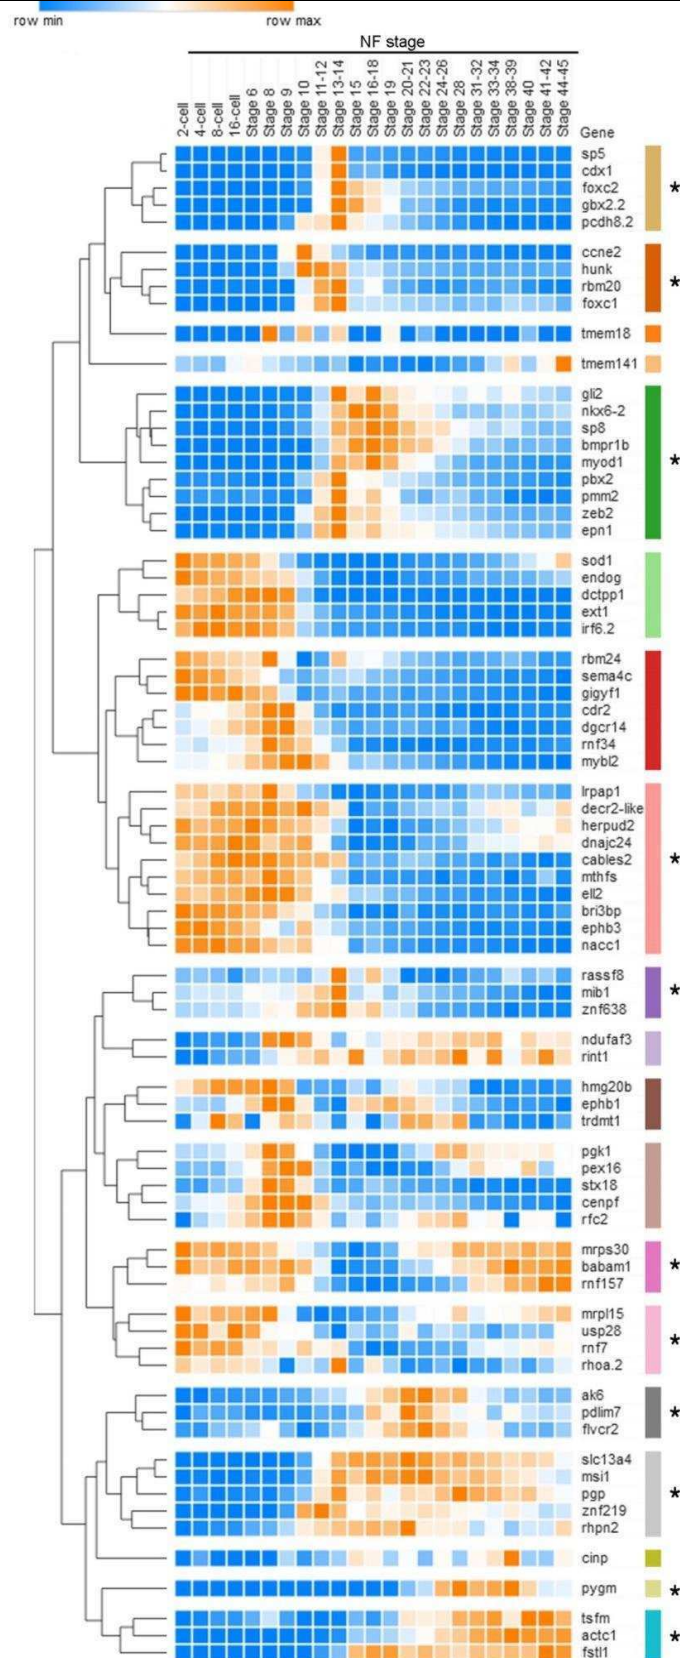 row min row max
NF stage
2-cell
4-cell
8-cell
16-cell
Stage 6
Stage 8
Stage 9
Stage 10
Stage 11-12
Stage 13-14
Stage 15
Stage 16-18
Stage 19
Stage 20-21
Stage 22-23
Stage 24-26
Stage 28
Stage 31-32
Stage 33-34
Stage 38-39
Stage 40
Stage 41-42
Stage 44-45
Gene
sp5
cdx1
foxc2
*
gbx2.2
pcdh8.2
ccne2
hunk
*
rbm20
foxc1
tmem18
tmem141
gli2
nkx6-2
sp8
bmpr1b
myod1
*
pbx2
pmm2
zeb2
epn1
sod1
endog
dctpp1
ext1
irf6.2
rbm24
sema4c
gigyf1
cdr2
dgcr14
rnf34
mybl2
lrpap1
decr2-like
herpud2
dnajc24
cables2
*
mthfs
ell2
bri3bp
ephb3
nacc1
rassf8
mib1
*
znf638
ndufaf3
rint1
hmg20b
ephb1
trdmt1
pgk1
pex16
stx18
cenpf
rfc2
mrps30
babam1
*
rnf157
mrpl15
usp28
*
rnf7
rhoa.2
ak6
pdlim7
*
flvcr2
slc13a4
msi1
pgp
*
znf219
rhpn2
cinp
pygm
*
tsfm
actc1
*
fstl1